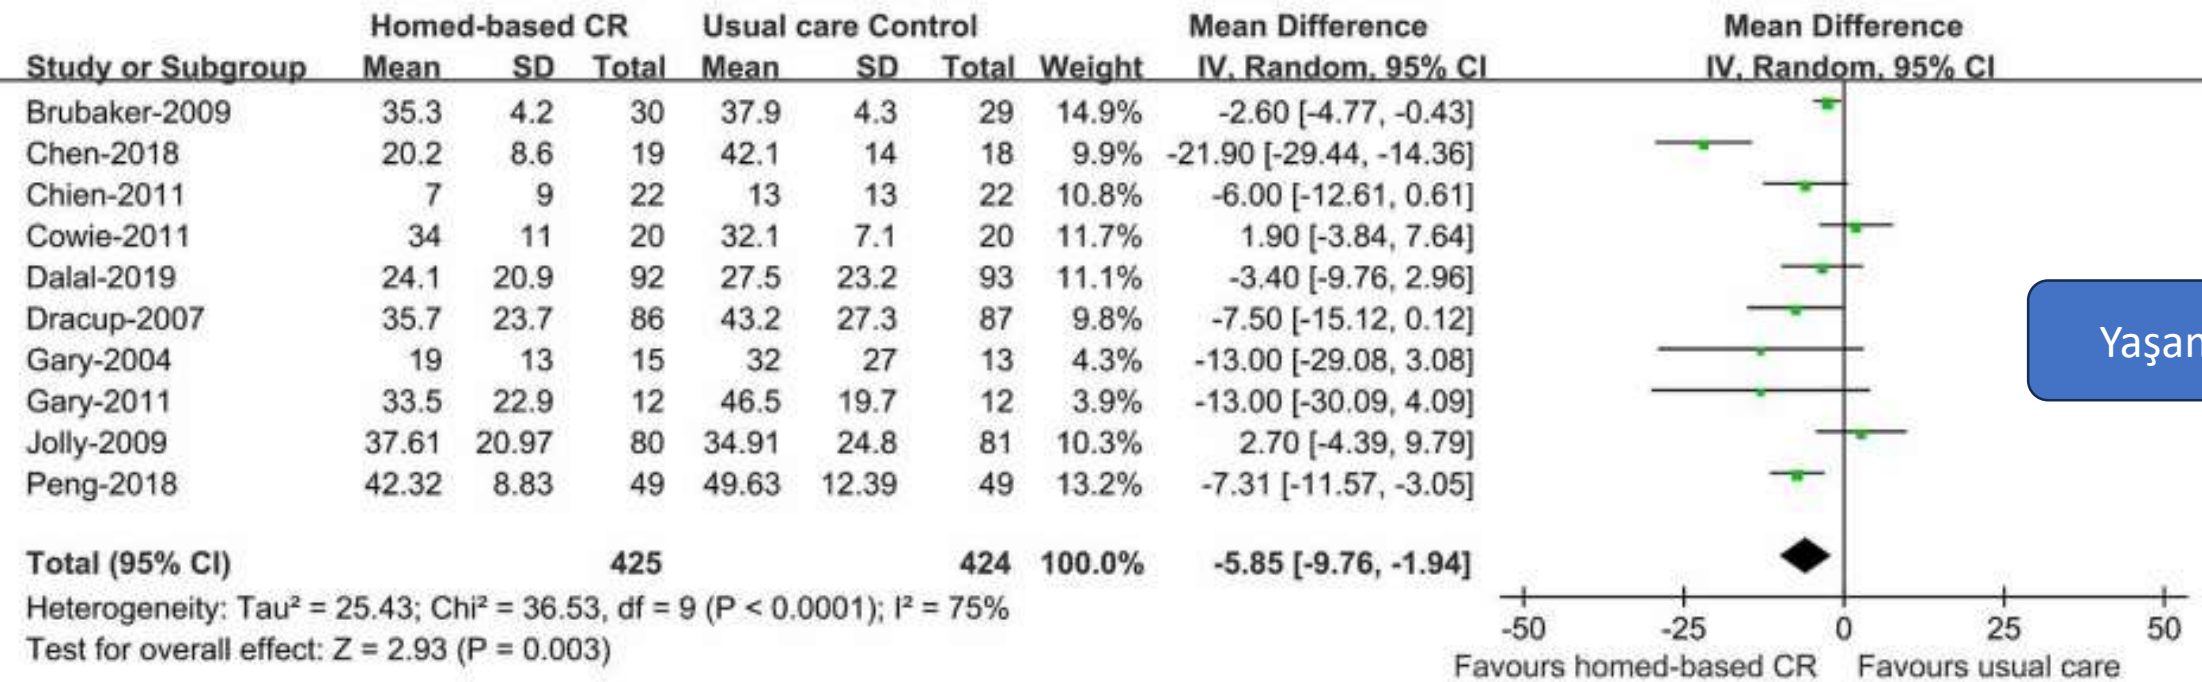 Homed-based CR Usual care Control Mean Difference Mean Difference
Study or Subgroup Mean SD Total Mean SD Total Weight IV, Random, 95% CI IV, Random, 95% CI
Brubaker-2009 35.3 4.2 30 37.9 4.3 29 14.9% -2.60 [-4.77, -0.43]
Chen-2018 20.2 8.6 19 42.1 14 18 9.9% -21.90 [-29.44, -14.36]
Chien-2011 7 9 22 13 13 22 10.8% -6.00 [-12.61, 0.61]
Cowie-2011 34 11 20 32.1 7.1 20 11.7% 1.90 [-3.84, 7.64]
Dalal-2019 24.1 20.9 92 27.5 23.2 93 11.1% -3.40 [-9.76, 2.96]
Dracup-2007 35.7 23.7 86 43.2 27.3 87 9.8% -7.50 [-15.12, 0.12]
Gary-2004 19 13 15 32 27 13 4.3% -13.00 [-29.08, 3.08]
Gary-2011 33.5 22.9 12 46.5 19.7 12 3.9% -13.00 [-30.09, 4.09]
Jolly-2009 37.61 20.97 80 34.91 24.8 81 10.3% 2.70 [-4.39, 9.79]
Peng-2018 42.32 8.83 49 49.63 12.39 49 13.2% -7.31 [-11.57, -3.05]
Total (95% CI) 425 424 100.0% -5.85 [-9.76, -1.94]
Heterogeneity: Tau² = 25.43; Chi² = 36.53, df = 9 (P < 0.0001); I² = 75%
Test for overall effect: Z = 2.93 (P = 0.003)
-50 -25 0 25 50
Favours homed-based CR Favours usual care